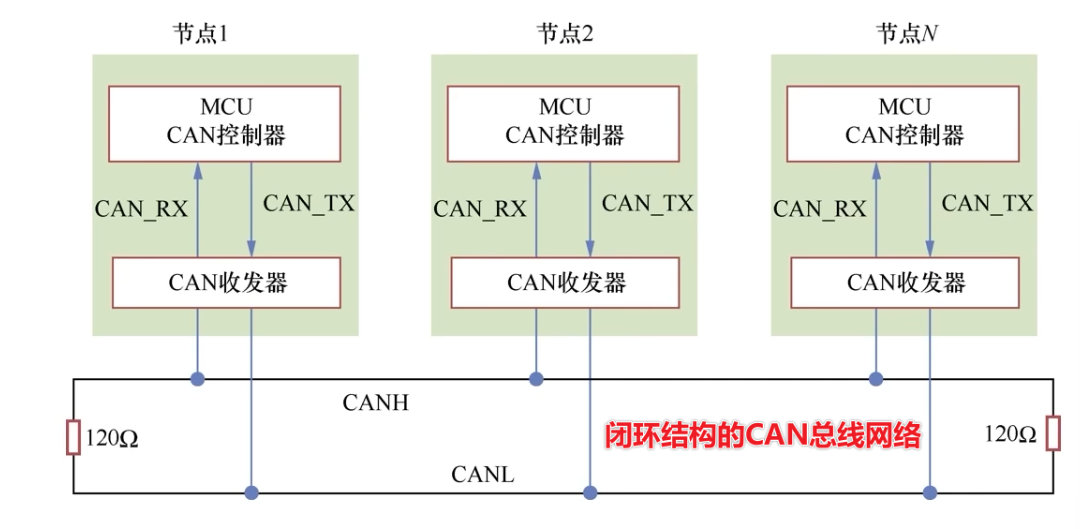 节点1
节点2
节点N
MCU
CAN控制器
MCU
CAN控制器
MCU
CAN控制器
CAN_RX
CAN_TX
CAN_RX
CAN_TX
CAN_RX
CAN_TX
CAN收发器
CAN收发器
CAN收发器
CANH
120Ω
闭环结构的CAN总线网络
120Ω
CANL